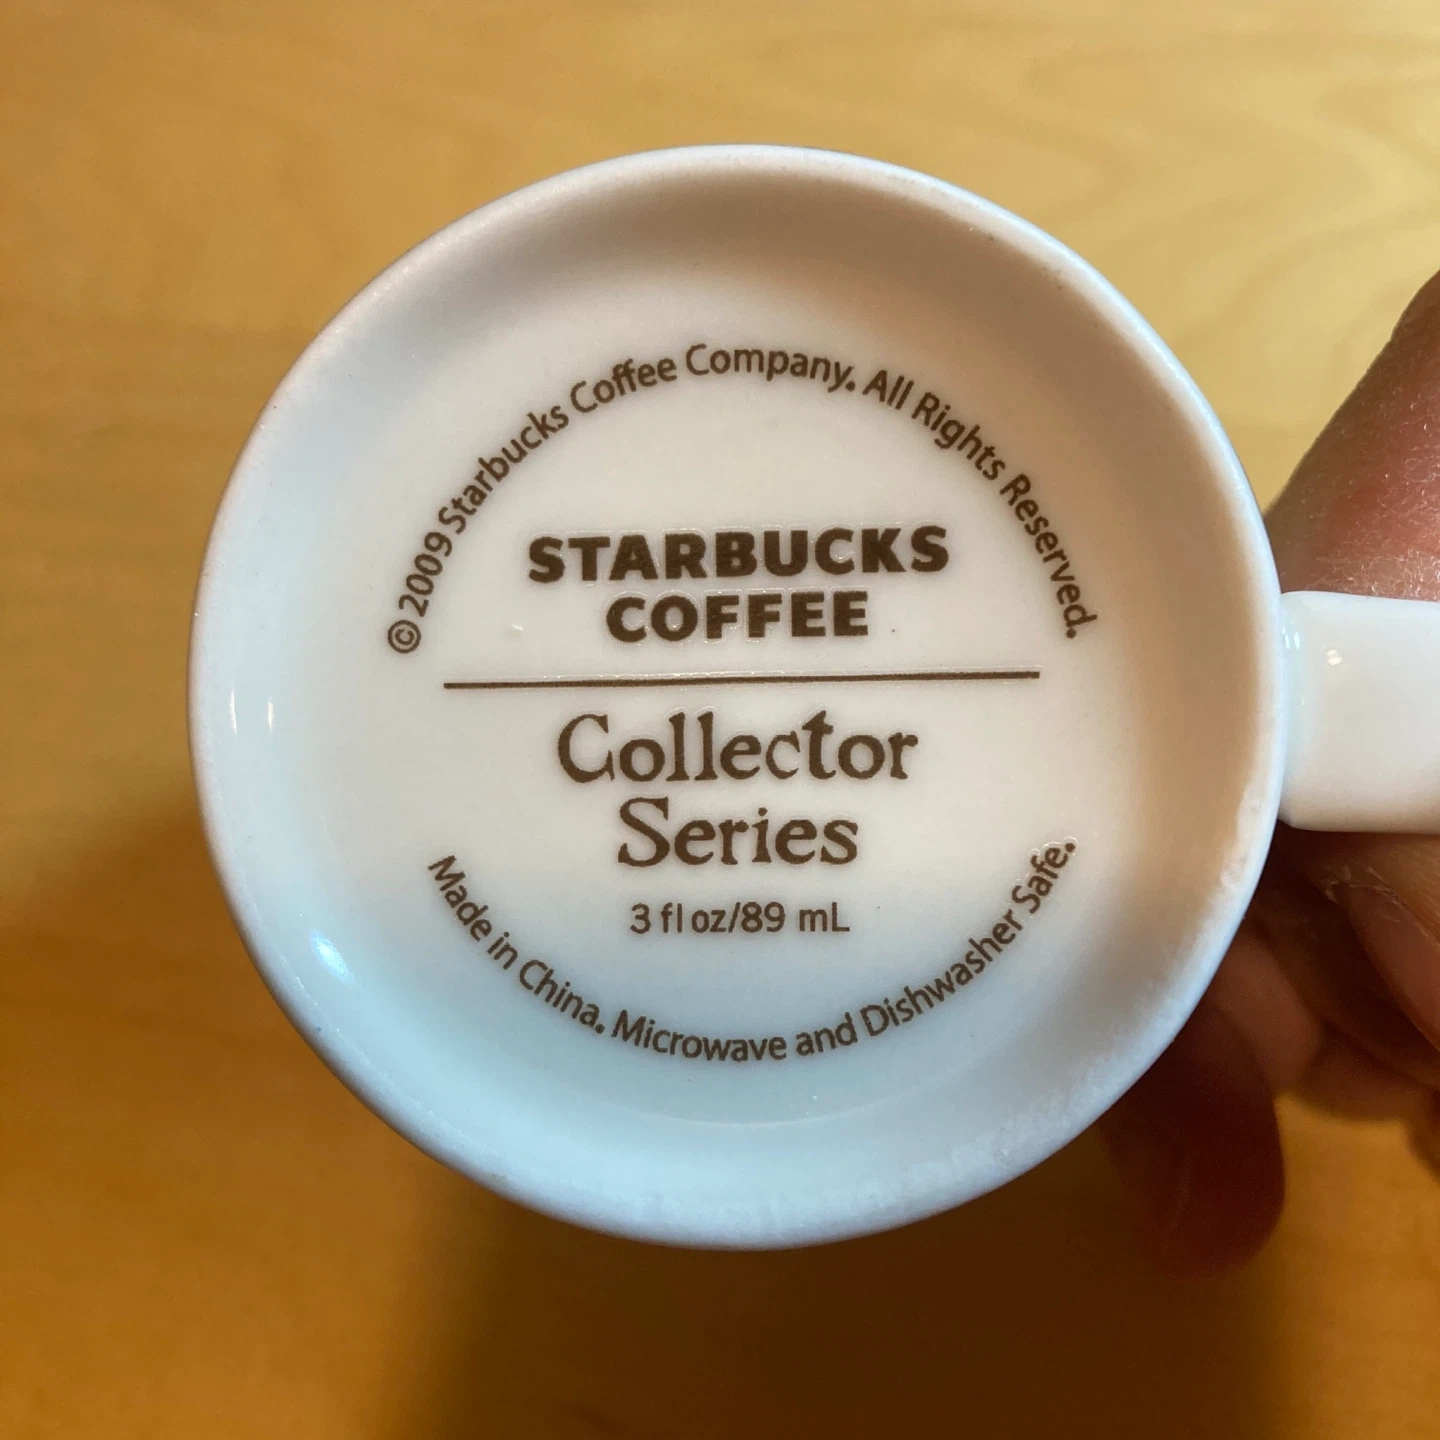 © 2009 Starbucks Coffee Company. All Rights Reserved.
STARBUCKS
COFFEE
Collector
Series
3 fl oz/89 mL
Made in China. Microwave and Dishwasher Safe.